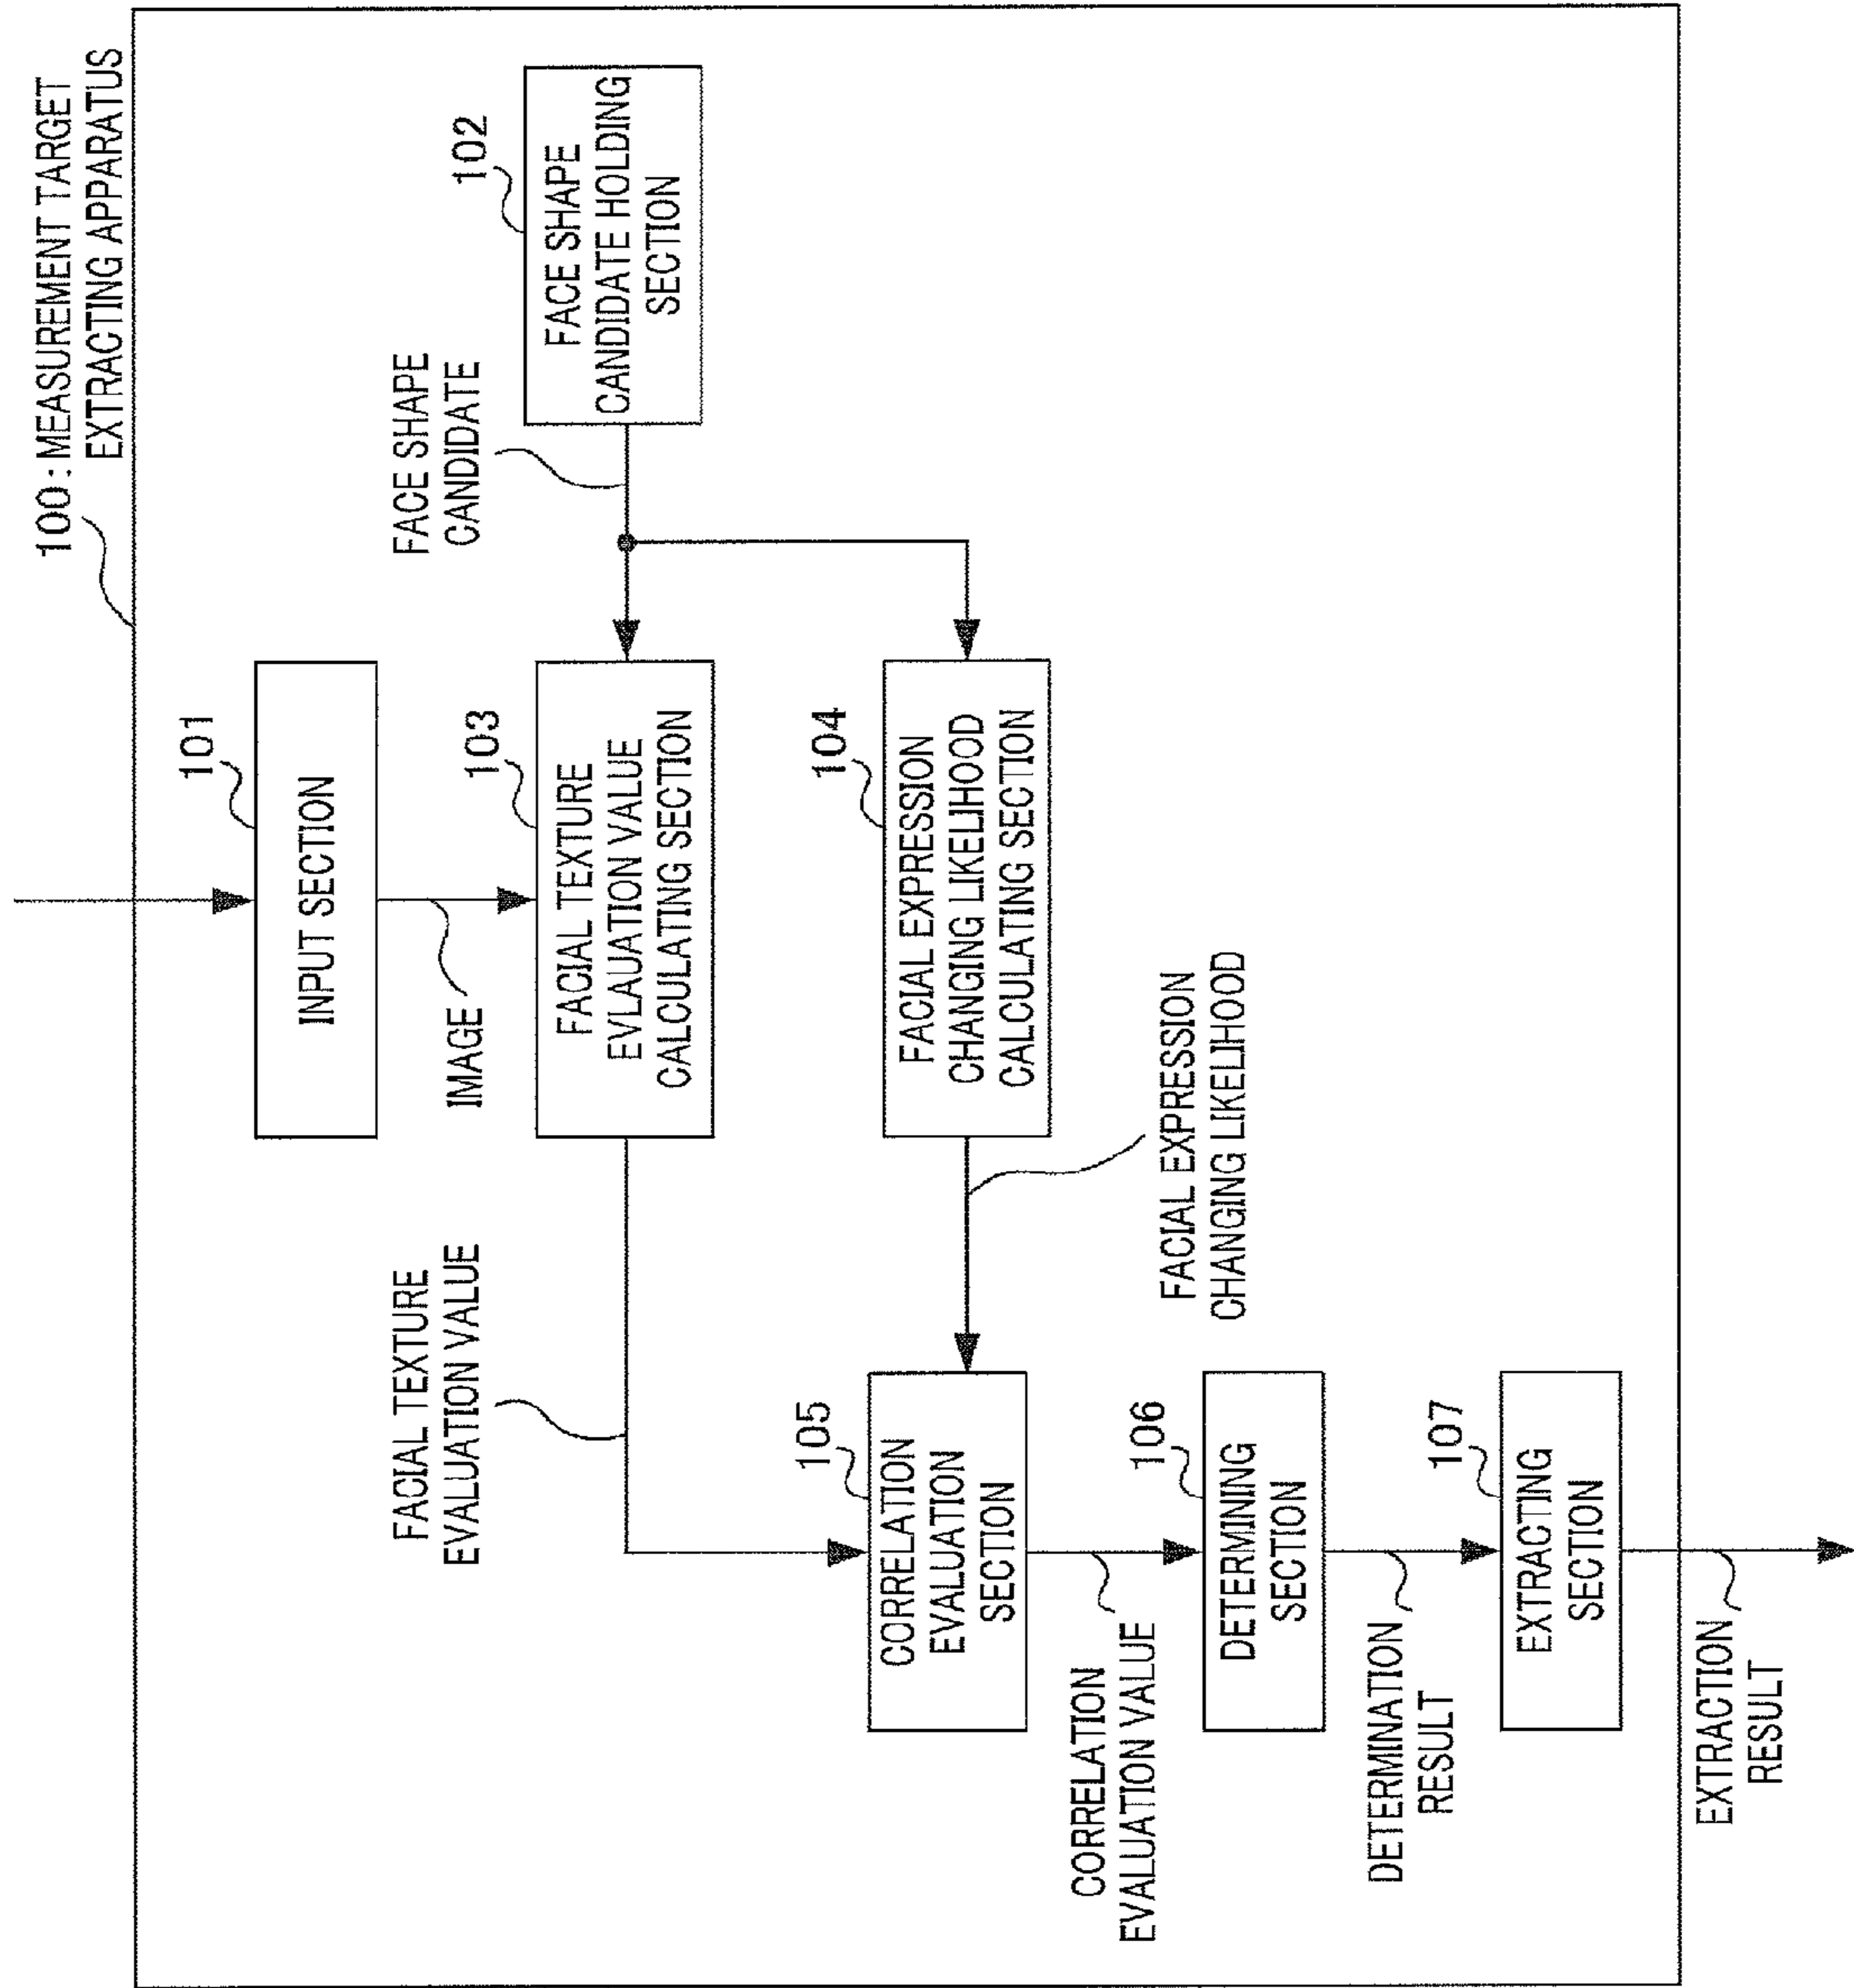 100 : MEASUREMENT TARGET
EXTRACTING APPARATUS
101
INPUT SECTION
IMAGE
102
FACE SHAPE
CANDIDATE HOLDING
SECTION
FACE SHAPE
CANDIDATE
103
FACIAL TEXTURE
EVLAUATION VALUE
CALCULATING SECTION
104
FACIAL EXPRESSION
CHANGING LIKELIHOOD
CALCULATING SECTION
FACIAL TEXTURE
EVALUATION VALUE
FACIAL EXPRESSION
CHANGING LIKELIHOOD
105
CORRELATION
EVALUATION
SECTION
CORRELATION
EVALUATION VALUE
106
DETERMINING
SECTION
DETERMINATION
RESULT
107
EXTRACTING
SECTION
EXTRACTION
RESULT